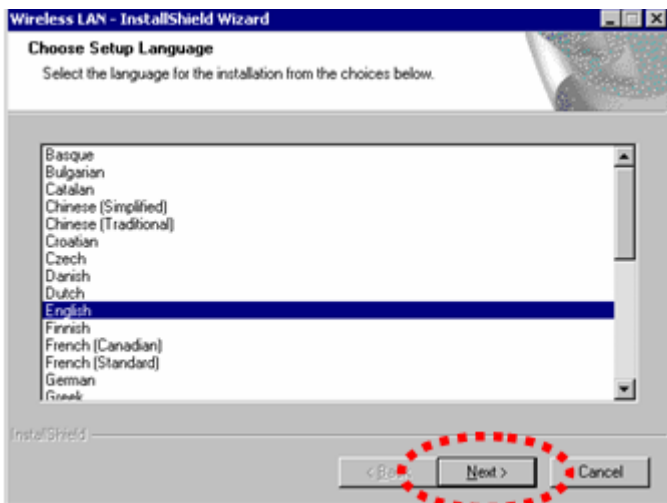 Wireless LAN - InstallShield Wizard
Choose Setup Language
Select the language for the installation from the choices below.
Basque
Bulgarian
Catalan
Chinese (Simplified)
Chinese (Traditional)
Croatian
Czech
Danish
Dutch
English
Finnish
French (Canadian)
French (Standard)
German
Greek
InstallShield
< Back Next > Cancel